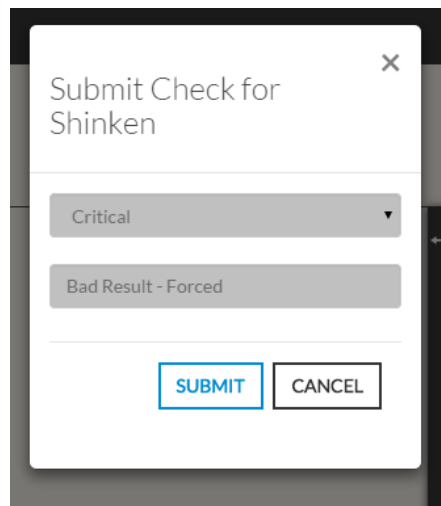 Submit Check for
Shinken
Critical
Bad Result - Forced
SUBMIT CANCEL